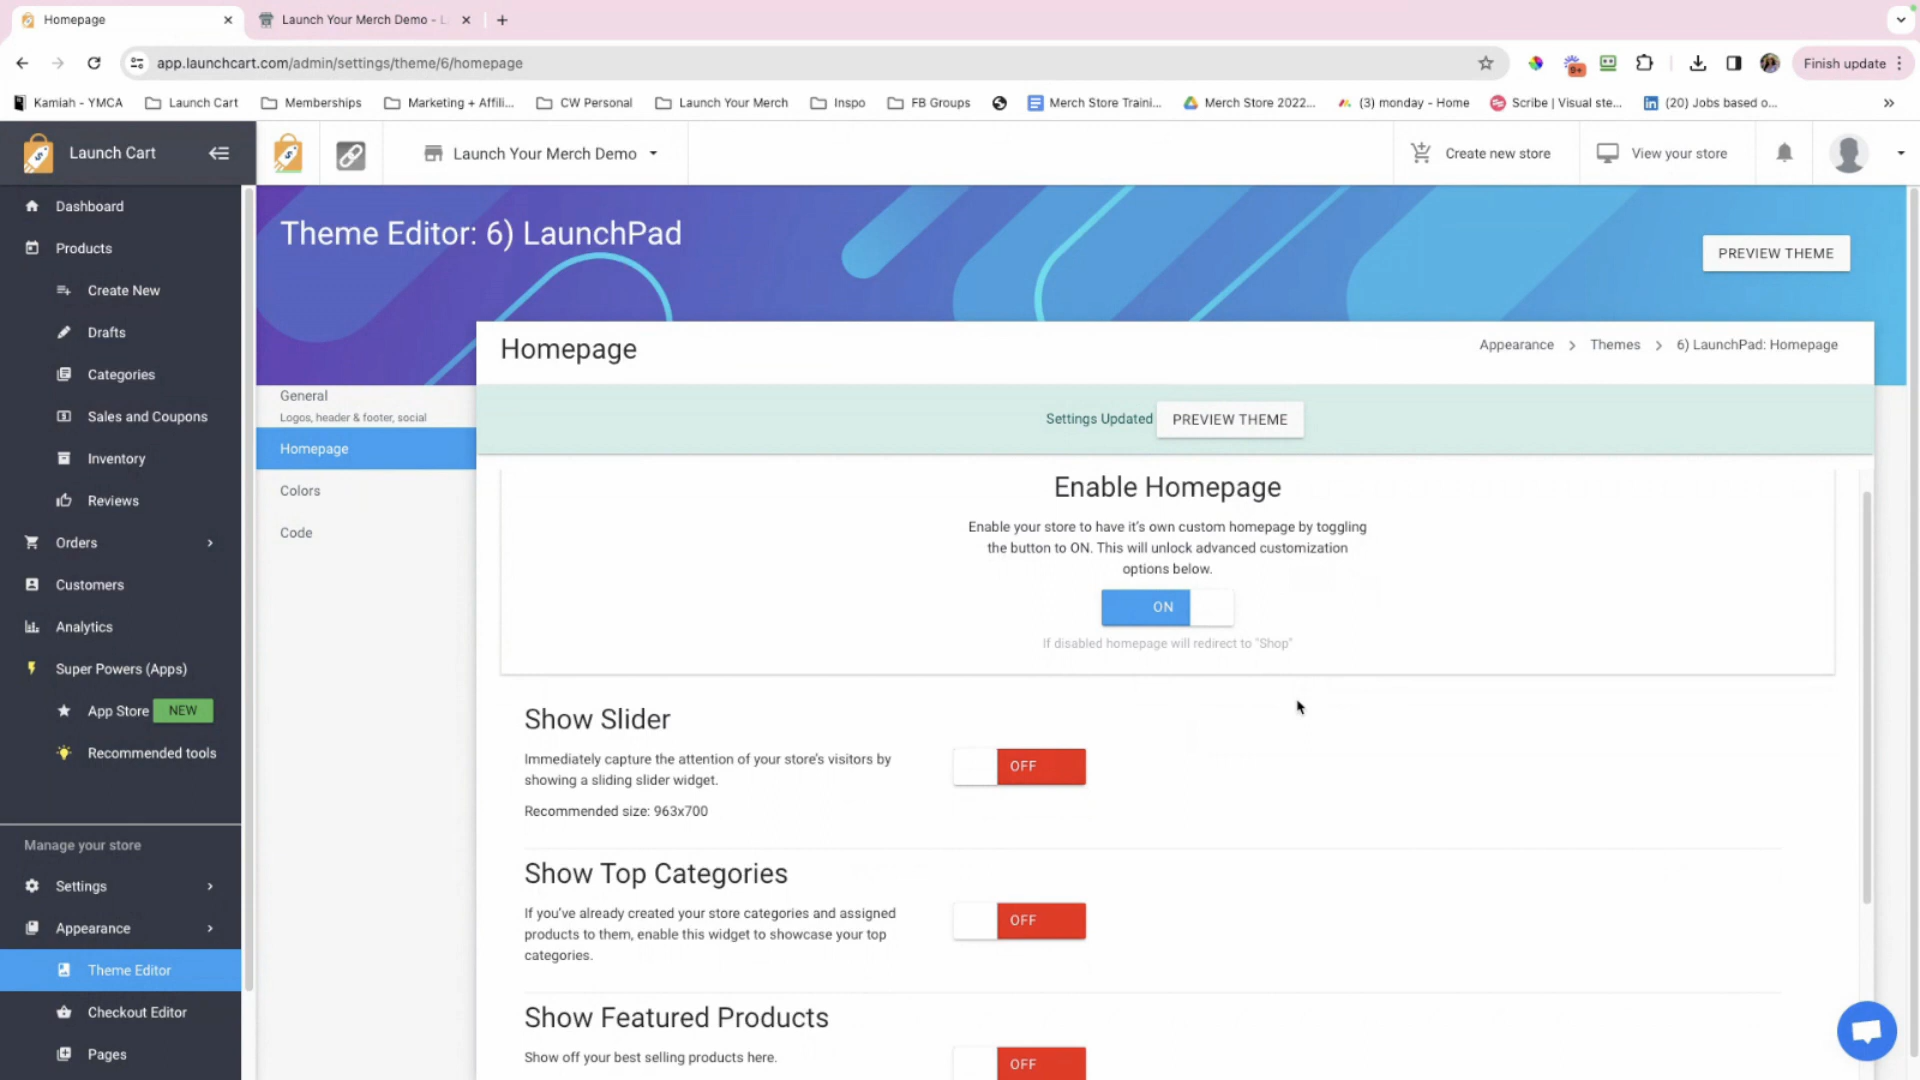 Homepage
Launch Your Merch Demo - L
app.launchcart.com/admin/settings/theme/6/homepage
9+
Finish update
Kamiah - YMCA
Launch Cart
Memberships
Marketing + Affili...
CW Personal
Launch Your Merch
Inspo
FB Groups
Merch Store Traini...
Merch Store 2022...
(3) monday - Home
Scribe | Visual ste...
(20) Jobs based o...
Launch Cart
Launch Your Merch Demo
Create new store
View your store
Dashboard
Products
Create New
Drafts
Categories
Sales and Coupons
Inventory
Reviews
Orders
Customers
Analytics
Super Powers (Apps)
App Store NEW
Recommended tools
Manage your store
Settings
Appearance
Theme Editor
Checkout Editor
Pages
Theme Editor: 6) LaunchPad
PREVIEW THEME
General
Logos, header & footer, social
Homepage
Colors
Code
Homepage
Appearance > Themes > 6) LaunchPad: Homepage
Settings Updated PREVIEW THEME
Enable Homepage
Enable your store to have it's own custom homepage by toggling
the button to ON. This will unlock advanced customization
options below.
ON
If disabled homepage will redirect to "Shop"
Show Slider
Immediately capture the attention of your store's visitors by
showing a sliding slider widget.
Recommended size: 963x700
OFF
Show Top Categories
If you've already created your store categories and assigned
products to them, enable this widget to showcase your top
categories.
OFF
Show Featured Products
Show off your best selling products here.
OFF